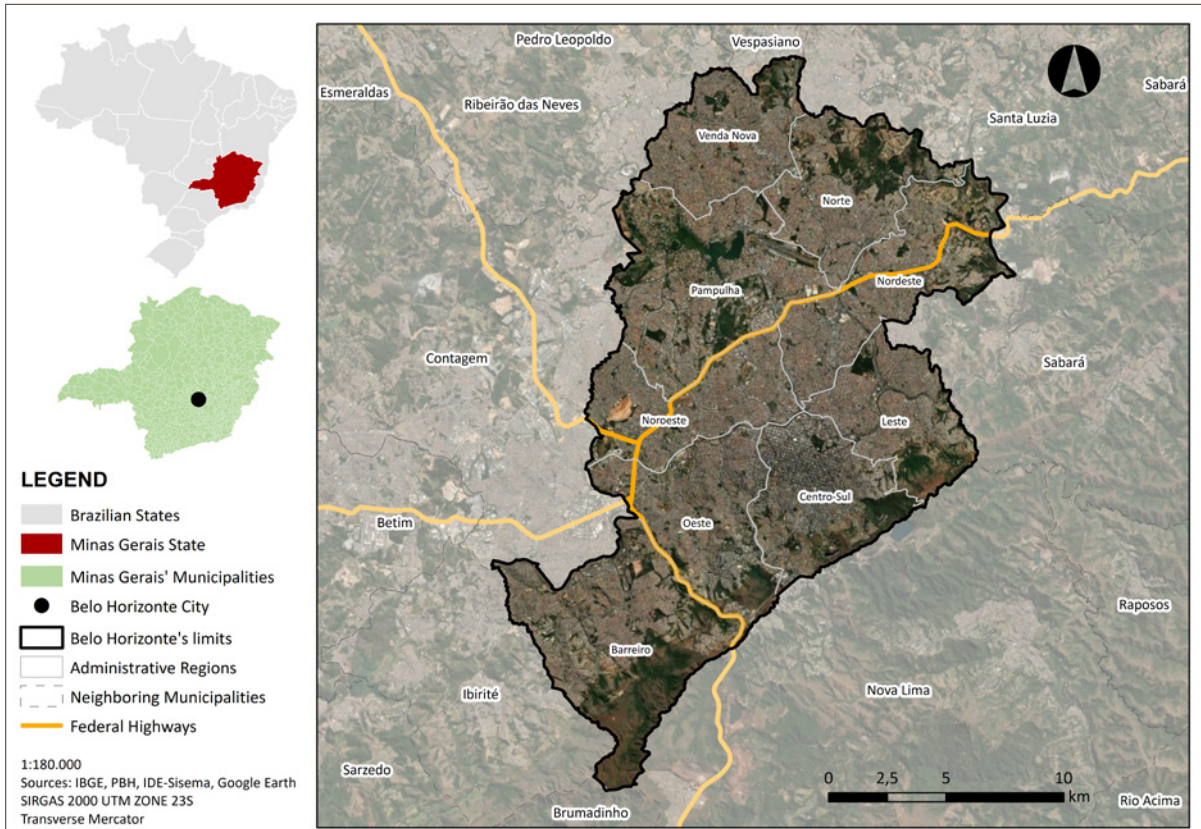 LEGEND
Brazilian States
Minas Gerais State
Minas Gerais' Municipalities
Belo Horizonte City
Belo Horizonte's limits
Administrative Regions
Neighboring Municipalities
Federal Highways
1:180.000
Sources: IBGE, PBH, IDE-Sisema, Google Earth
SIRGAS 2000 UTM ZONE 23S
Transverse Mercator
Pedro Leopoldo
Vespasiano
Esmeraldas
Ribeirão das Neves
Sabará
Santa Luzia
Venda Nova
Norte
Nordeste
Pampulha
Contagem
Sabará
Noroeste
Leste
Centro-Sul
Betim
Oeste
Raposos
Barreiro
Ibirité
Nova Lima
Sarzedo
Brumadinho
Rio Acima
0 2,5 5 10
km